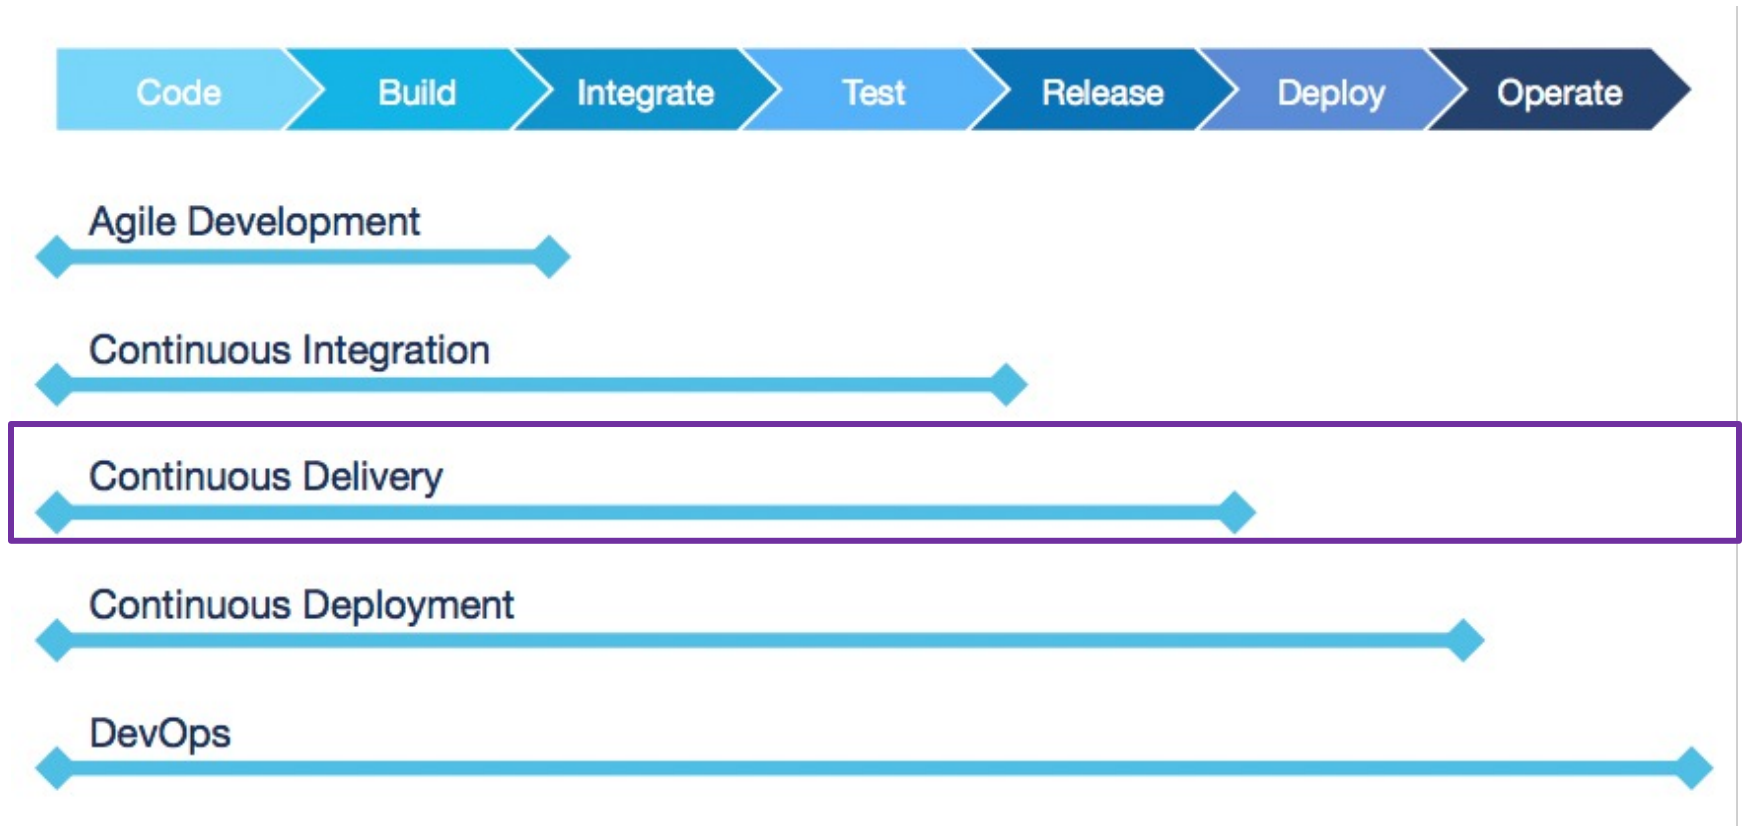 Code Build Integrate Test Release Deploy Operate
Agile Development
Continuous Integration
Continuous Delivery
Continuous Deployment
DevOps